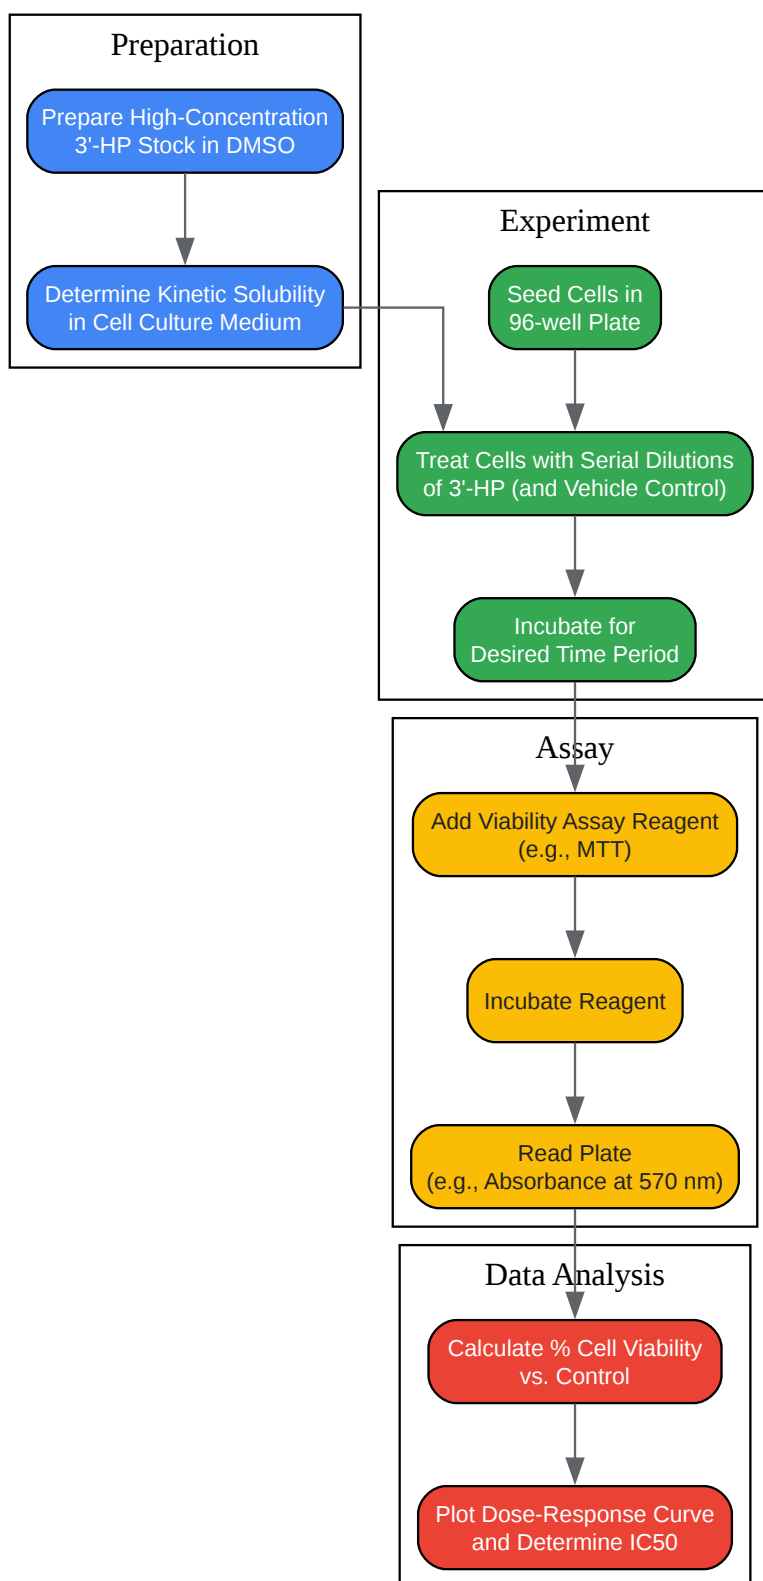 Preparation
Prepare High-Concentration
3'-HP Stock in DMSO
Determine Kinetic Solubility
in Cell Culture Medium
Experiment
Seed Cells in
96-well Plate
Treat Cells with Serial Dilutions
of 3'-HP (and Vehicle Control)
Incubate for
Desired Time Period
Assay
Add Viability Assay Reagent
(e.g., MTT)
Incubate Reagent
Read Plate
(e.g., Absorbance at 570 nm)
Data Analysis
Calculate % Cell Viability
vs. Control
Plot Dose-Response Curve
and Determine IC50